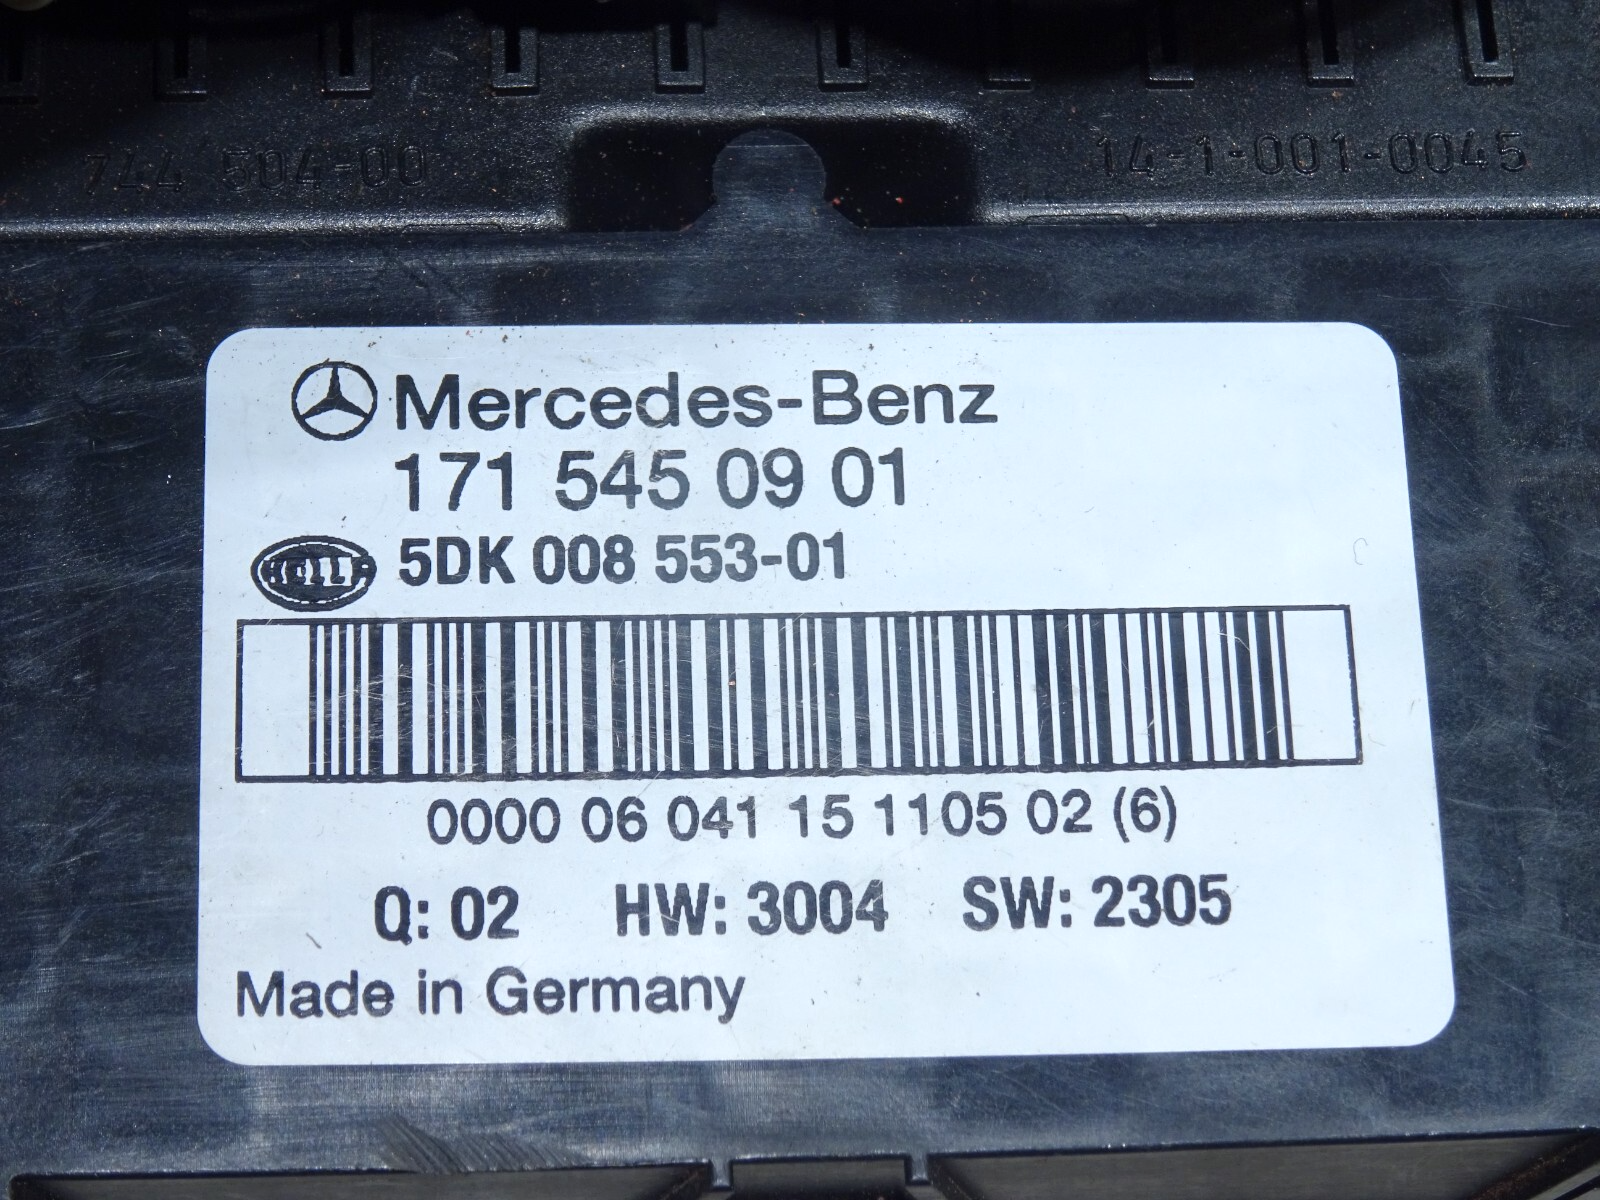 744 504-00
14-1-001-0045
Mercedes-Benz
171 545 09 01
HELLA 5DK 008 553-01
0000 06 041 15 1105 02 (6)
Q: 02 HW: 3004 SW: 2305
Made in Germany